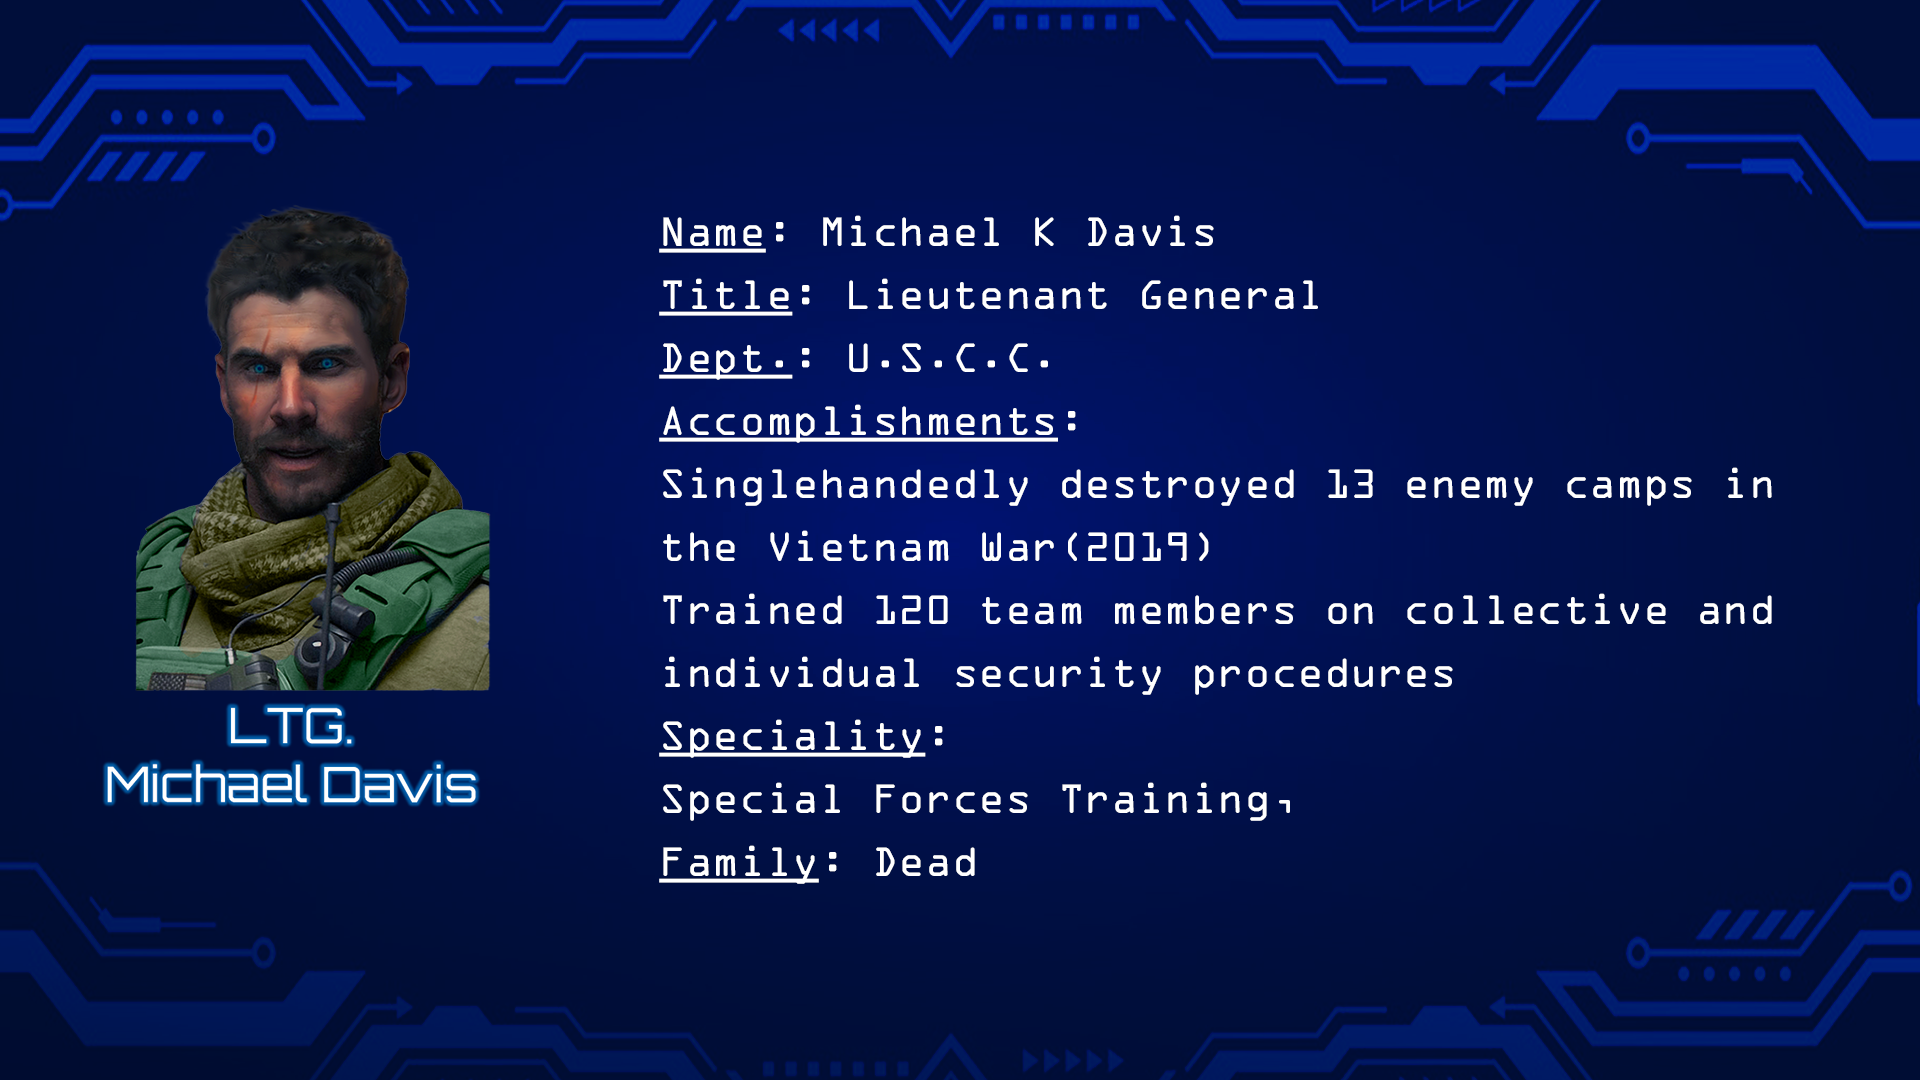 Name: Michael K Davis
Title: Lieutenant General
Dept.: U.S.C.C.
Accomplishments:
Singlehandedly destroyed 13 enemy camps in
the Vietnam War(2019)
Trained 120 team members on collective and
individual security procedures
Speciality:
Special Forces Training,
Family: Dead
LTG.
Michael Davis